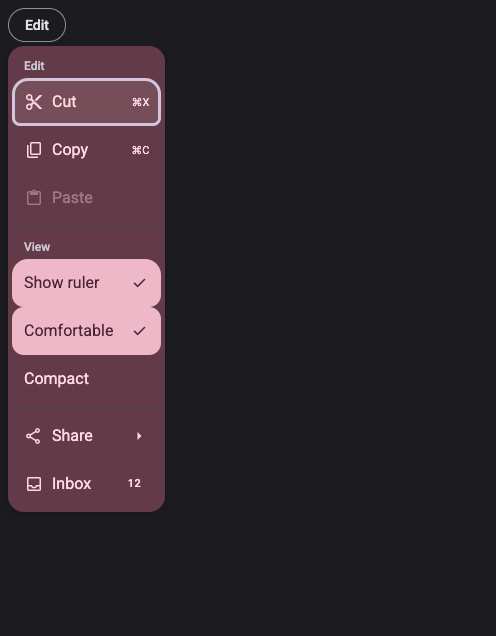 Edit
Edit
Cut ⌘X
Copy ⌘C
Paste
View
Show ruler
Comfortable
Compact
Share
Inbox 12